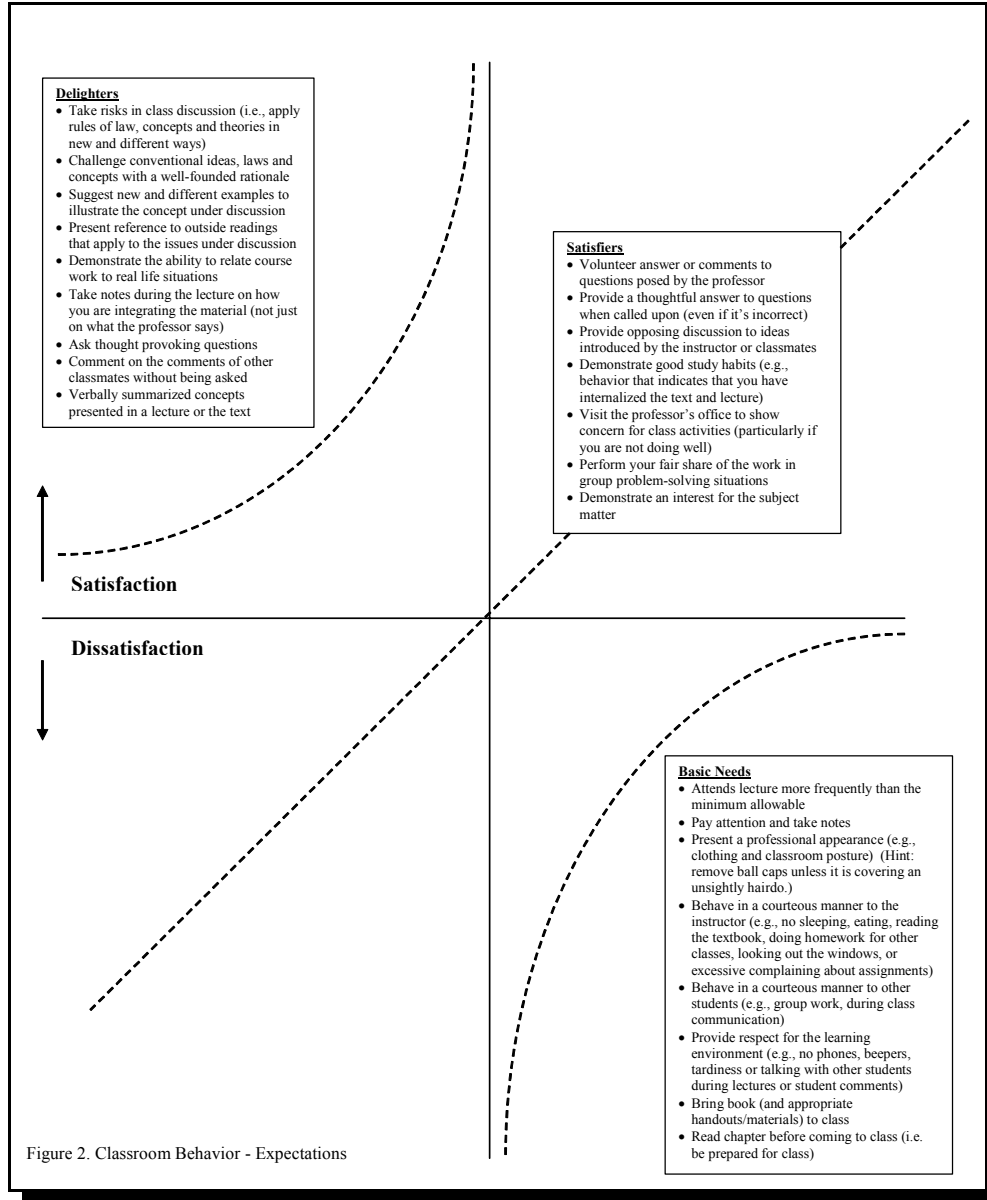 Delighters
• Take risks in class discussion (i.e., apply
rules of law, concepts and theories in
new and different ways)
• Challenge conventional ideas, laws and
concepts with a well-founded rationale
• Suggest new and different examples to
illustrate the concept under discussion
• Present reference to outside readings
that apply to the issues under discussion
• Demonstrate the ability to relate course
work to real life situations
• Take notes during the lecture on how
you are integrating the material (not just
on what the professor says)
• Ask thought provoking questions
• Comment on the comments of other
classmates without being asked
• Verbally summarized concepts
presented in a lecture or the text
Satisfiers
• Volunteer answer or comments to
questions posed by the professor
• Provide a thoughtful answer to questions
when called upon (even if it's incorrect)
• Provide opposing discussion to ideas
introduced by the instructor or classmates
• Demonstrate good study habits (e.g.,
behavior that indicates that you have
internalized the text and lecture)
• Visit the professor's office to show
concern for class activities (particularly if
you are not doing well)
• Perform your fair share of the work in
group problem-solving situations
• Demonstrate an interest for the subject
matter
Satisfaction
Dissatisfaction
Basic Needs
• Attends lecture more frequently than the
minimum allowable
• Pay attention and take notes
• Present a professional appearance (e.g.,
clothing and classroom posture) (Hint:
remove ball caps unless it is covering an
unsightly hairdo.)
• Behave in a courteous manner to the
instructor (e.g., no sleeping, eating, reading
the textbook, doing homework for other
classes, looking out the windows, or
excessive complaining about assignments)
• Behave in a courteous manner to other
students (e.g., group work, during class
communication)
• Provide respect for the learning
environment (e.g., no phones, beepers,
tardiness or talking with other students
during lectures or student comments)
• Bring book (and appropriate
handouts/materials) to class
• Read chapter before coming to class (i.e.
be prepared for class)
Figure 2. Classroom Behavior - Expectations